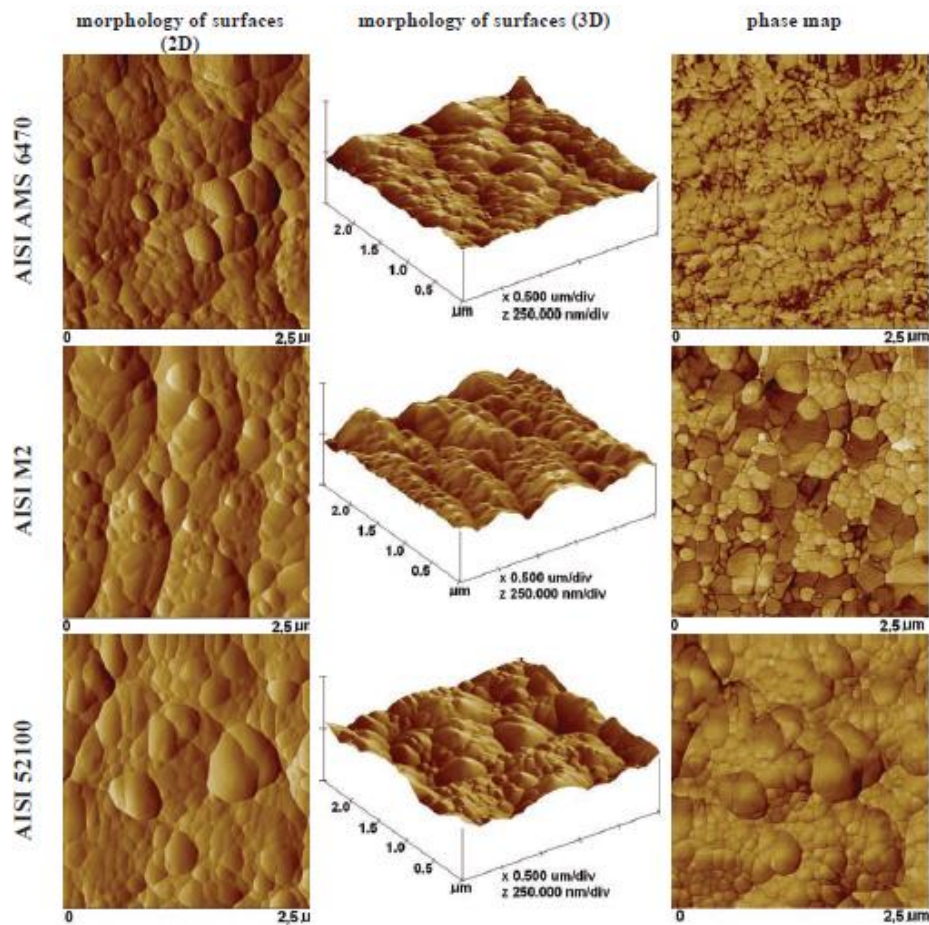 morphology of surfaces
(2D)
morphology of surfaces (3D)
phase map
AISI AMS 6470
0
2,5 µm
2.0
1.5
1.0
0.5
µm
x 0.500 um/div
z 250.000 nm/div
0
2,5 µm
AISI M2
0
2,5 µm
2.0
1.5
1.0
0.5
µm
x 0.500 um/div
z 250.000 nm/div
0
2,5 µm
AISI 52100
0
2,5 µm
2.0
1.5
1.0
0.5
µm
x 0.500 um/div
z 250.000 nm/div
0
2,5 µm